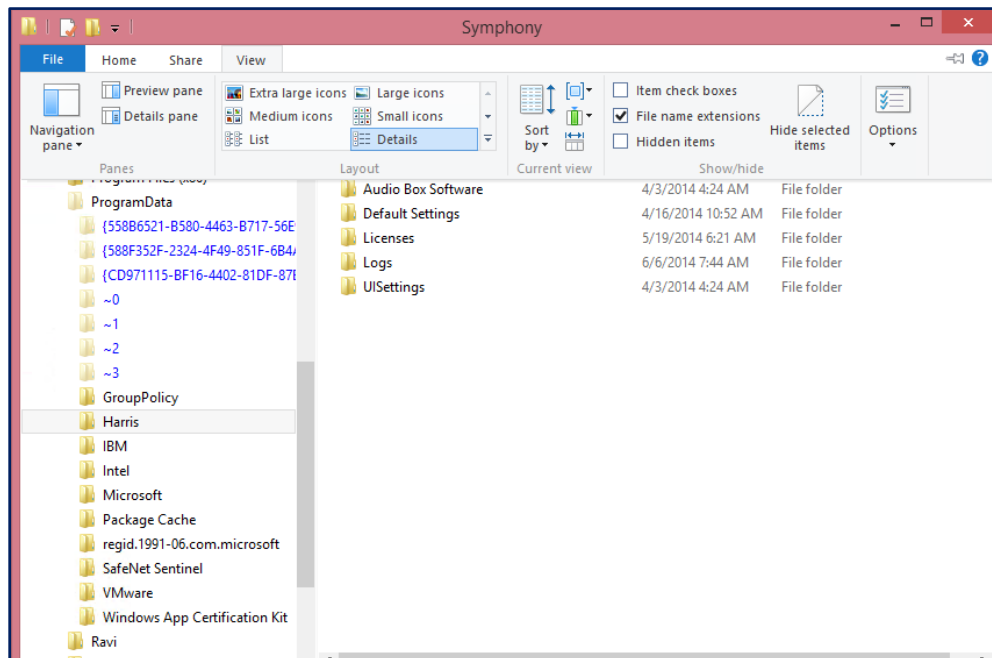 Symphony
File Home Share View
Navigation pane
Preview pane
Details pane
Panes
Extra large icons Large icons
Medium icons Small icons
List Details
Layout
Sort by
Current view
Item check boxes
File name extensions
Hidden items
Hide selected items
Show/hide
Options
Program Files (x86)
ProgramData
{558B6521-B580-4463-B717-56E
{588F352F-2324-4F49-851F-6B4
{CD971115-BF16-4402-81DF-87
~0
~1
~2
~3
GroupPolicy
Harris
IBM
Intel
Microsoft
Package Cache
regid.1991-06.com.microsoft
SafeNet Sentinel
VMware
Windows App Certification Kit
Ravi
Audio Box Software 4/3/2014 4:24 AM File folder
Default Settings 4/16/2014 10:52 AM File folder
Licenses 5/19/2014 6:21 AM File folder
Logs 6/6/2014 7:44 AM File folder
UISettings 4/3/2014 4:24 AM File folder